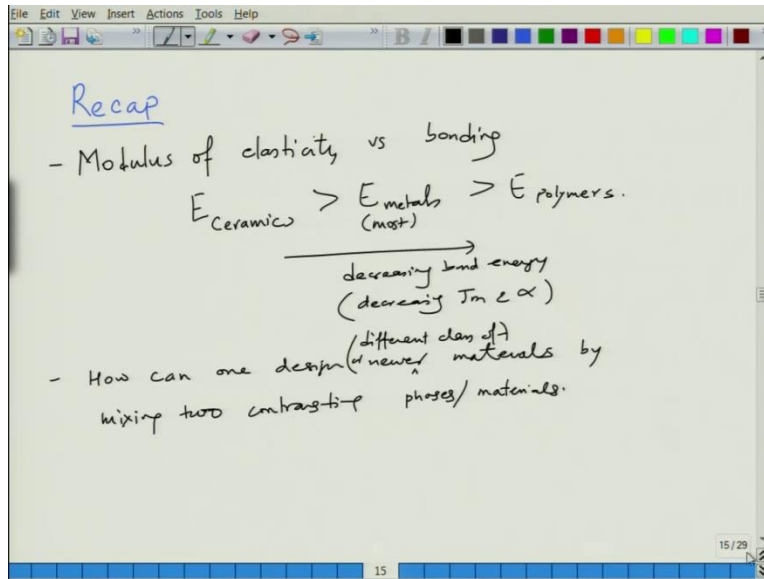 File Edit View Insert Actions Tools Help
Recap
- Modulus of elasticity vs bonding
E ceramics > E metals > E polymers.
(most)
decreasing bond energy
(decreasing Tm & α)
(different class of)
- How can one design newer materials by
mixing two contrasting phases/materials.
15/29
15